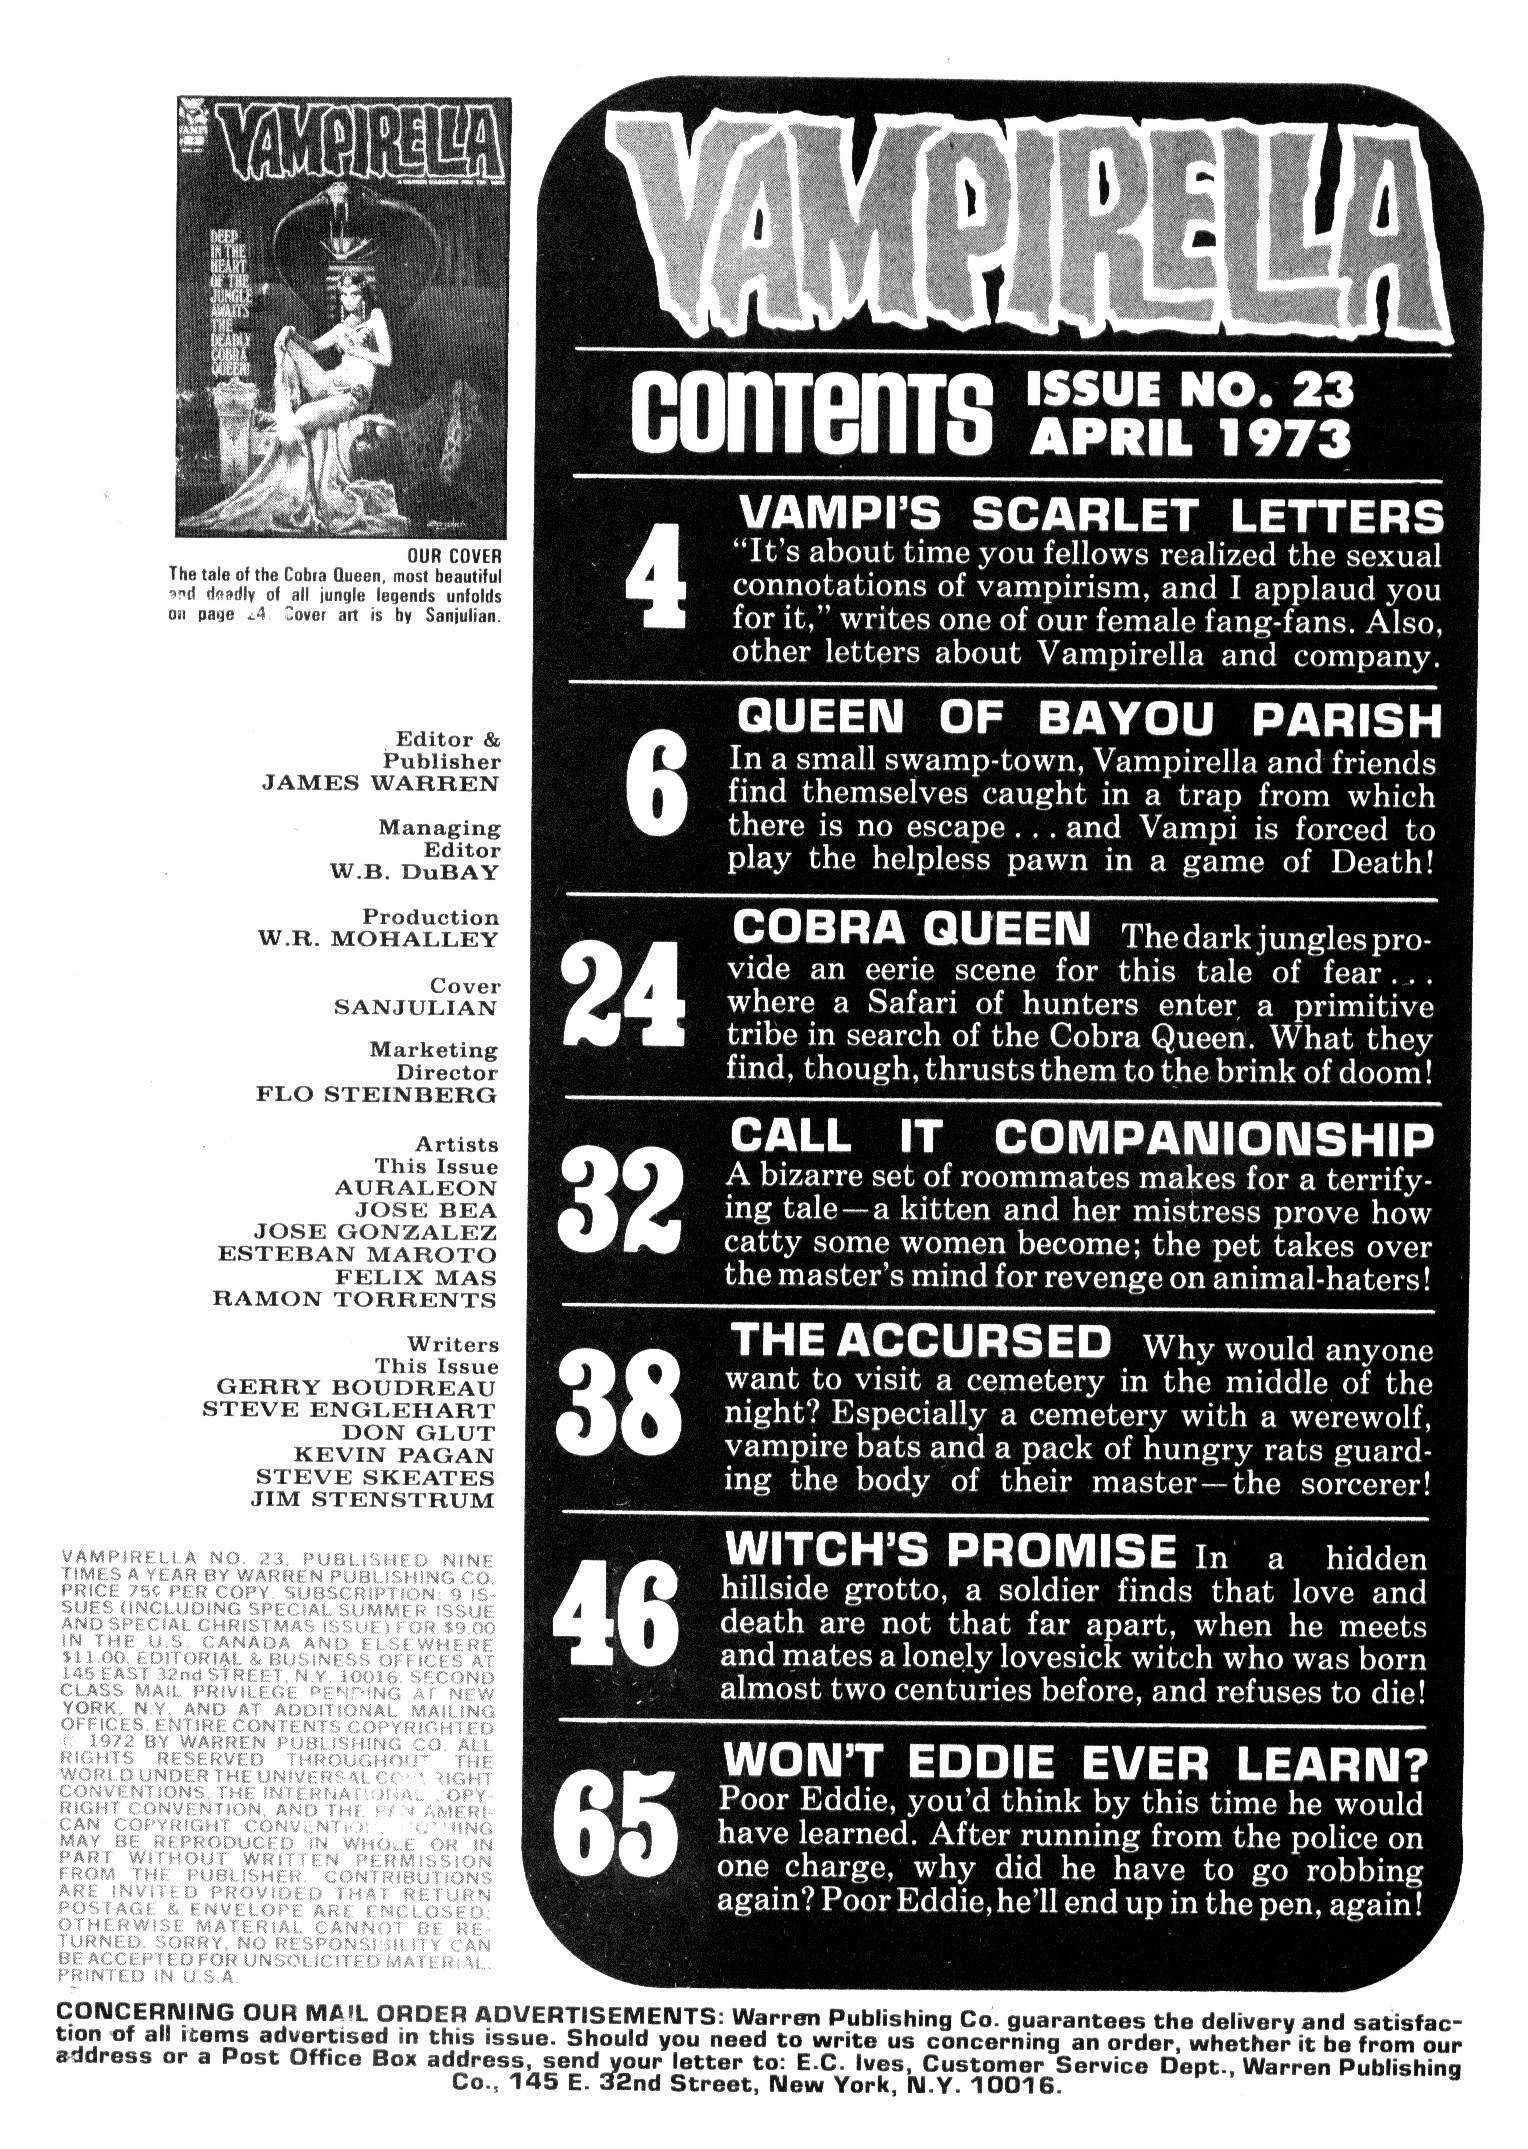 VAMPIRELLA
DEEP
IN THE
HEART
OF THE
JUNGLE
AWAITS
THE
DEADLY
COBRA
QUEEN!
OUR COVER
The tale of the Cobra Queen, most beautiful
and deadly of all jungle legends unfolds
on page 24. Cover art is by Sanjulian.
Editor &
Publisher
JAMES WARREN
Managing
Editor
W.B. DuBAY
Production
W.R. MOHALLEY
Cover
SANJULIAN
Marketing
Director
FLO STEINBERG
Artists
This Issue
AURALEON
JOSE BEA
JOSE GONZALEZ
ESTEBAN MAROTO
FELIX MAS
RAMON TORRENTS
Writers
This Issue
GERRY BOUDREAU
STEVE ENGLEHART
DON GLUT
KEVIN PAGAN
STEVE SKEATES
JIM STENSTRUM
VAMPIRELLA NO. 23, PUBLISHED NINE
TIMES A YEAR BY WARREN PUBLISHING CO.
PRICE 75¢ PER COPY. SUBSCRIPTION: 9 IS-
SUES (INCLUDING SPECIAL SUMMER ISSUE
AND SPECIAL CHRISTMAS ISSUE) FOR $9.00
IN THE U.S. CANADA AND ELSEWHERE
$11.00. EDITORIAL & BUSINESS OFFICES AT
145 EAST 32nd STREET, N.Y. 10016. SECOND
CLASS MAIL PRIVILEGE PENDING AT NEW
YORK, N.Y. AND AT ADDITIONAL MAILING
OFFICES. ENTIRE CONTENTS COPYRIGHTED
© 1972 BY WARREN PUBLISHING CO. ALL
RIGHTS RESERVED THROUGHOUT THE
WORLD UNDER THE UNIVERSAL COPYRIGHT
CONVENTIONS, THE INTERNATIONAL COPY-
RIGHT CONVENTION, AND THE PAN AMERI-
CAN COPYRIGHT CONVENTION. NOTHING
MAY BE REPRODUCED IN WHOLE OR IN
PART WITHOUT WRITTEN PERMISSION
FROM THE PUBLISHER. CONTRIBUTIONS
ARE INVITED PROVIDED THAT RETURN
POSTAGE & ENVELOPE ARE ENCLOSED;
OTHERWISE MATERIAL CANNOT BE RE-
TURNED. SORRY, NO RESPONSIBILITY CAN
BE ACCEPTED FOR UNSOLICITED MATERIAL.
PRINTED IN U.S.A.
VAMPIRELLA
CONTENTS ISSUE NO. 23
APRIL 1973
4
VAMPI'S SCARLET LETTERS
"It's about time you fellows realized the sexual
connotations of vampirism, and I applaud you
for it," writes one of our female fang-fans. Also,
other letters about Vampirella and company.
6
QUEEN OF BAYOU PARISH
In a small swamp-town, Vampirella and friends
find themselves caught in a trap from which
there is no escape . . . and Vampi is forced to
play the helpless pawn in a game of Death!
24
COBRA QUEEN The dark jungles pro-
vide an eerie scene for this tale of fear . . .
where a Safari of hunters enter a primitive
tribe in search of the Cobra Queen. What they
find, though, thrusts them to the brink of doom!
32
CALL IT COMPANIONSHIP
A bizarre set of roommates makes for a terrify-
ing tale—a kitten and her mistress prove how
catty some women become; the pet takes over
the master's mind for revenge on animal-haters!
38
THE ACCURSED Why would anyone
want to visit a cemetery in the middle of the
night? Especially a cemetery with a werewolf,
vampire bats and a pack of hungry rats guard-
ing the body of their master—the sorcerer!
46
WITCH'S PROMISE In a hidden
hillside grotto, a soldier finds that love and
death are not that far apart, when he meets
and mates a lonely lovesick witch who was born
almost two centuries before, and refuses to die!
65
WON'T EDDIE EVER LEARN?
Poor Eddie, you'd think by this time he would
have learned. After running from the police on
one charge, why did he have to go robbing
again? Poor Eddie, he'll end up in the pen, again!
CONCERNING OUR MAIL ORDER ADVERTISEMENTS: Warren Publishing Co. guarantees the delivery and satisfac-
tion of all items advertised in this issue. Should you need to write us concerning an order, whether it be from our
address or a Post Office Box address, send your letter to: E.C. Ives, Customer Service Dept., Warren Publishing
Co., 145 E. 32nd Street, New York, N.Y. 10016.